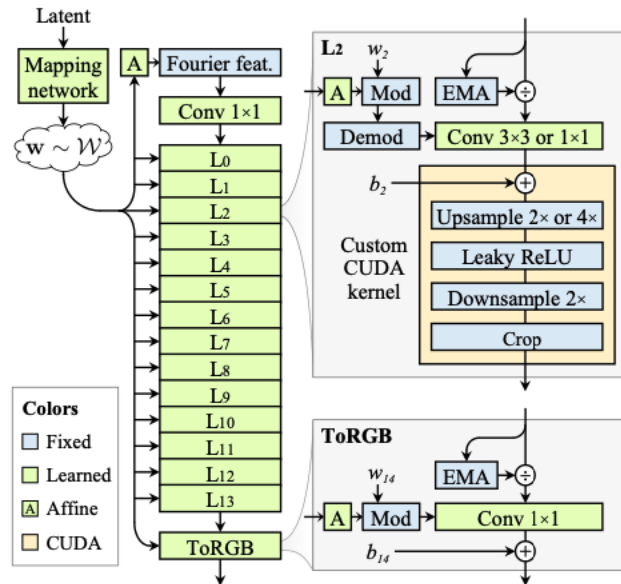 Latent
Mapping
network
w ~ W
A
Fourier feat.
Conv 1×1
L0
L1
L2
L3
L4
L5
L6
L7
L8
L9
L10
L11
L12
L13
ToRGB
Colors
Fixed
Learned
A Affine
CUDA
L2
w2
A
Mod
EMA
÷
Demod
Conv 3×3 or 1×1
b2
+
Custom
CUDA
kernel
Upsample 2× or 4×
Leaky ReLU
Downsample 2×
Crop
ToRGB
w14
EMA
÷
A
Mod
Conv 1×1
b14
+